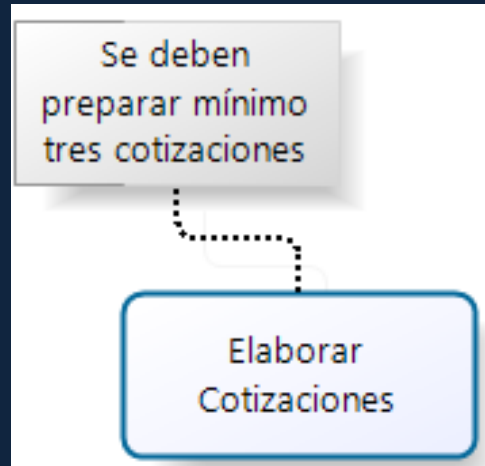 Se deben
preparar mínimo
tres cotizaciones
Elaborar
Cotizaciones